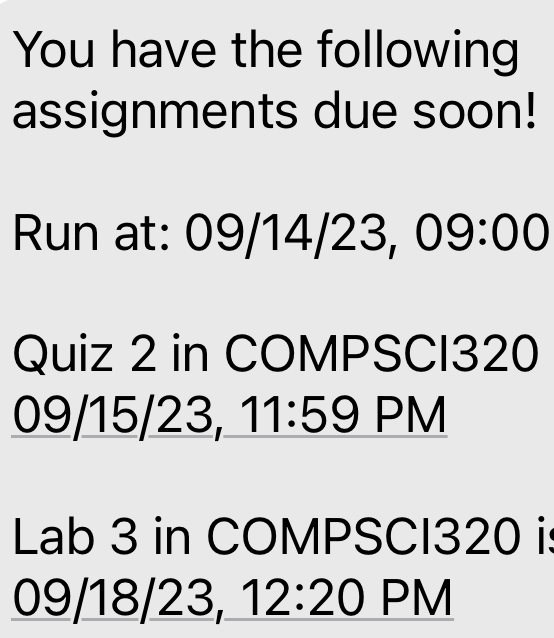 You have the following
assignments due soon!
Run at: 09/14/23, 09:00
Quiz 2 in COMPSCI320
09/15/23, 11:59 PM
Lab 3 in COMPSCI320
09/18/23, 12:20 PM